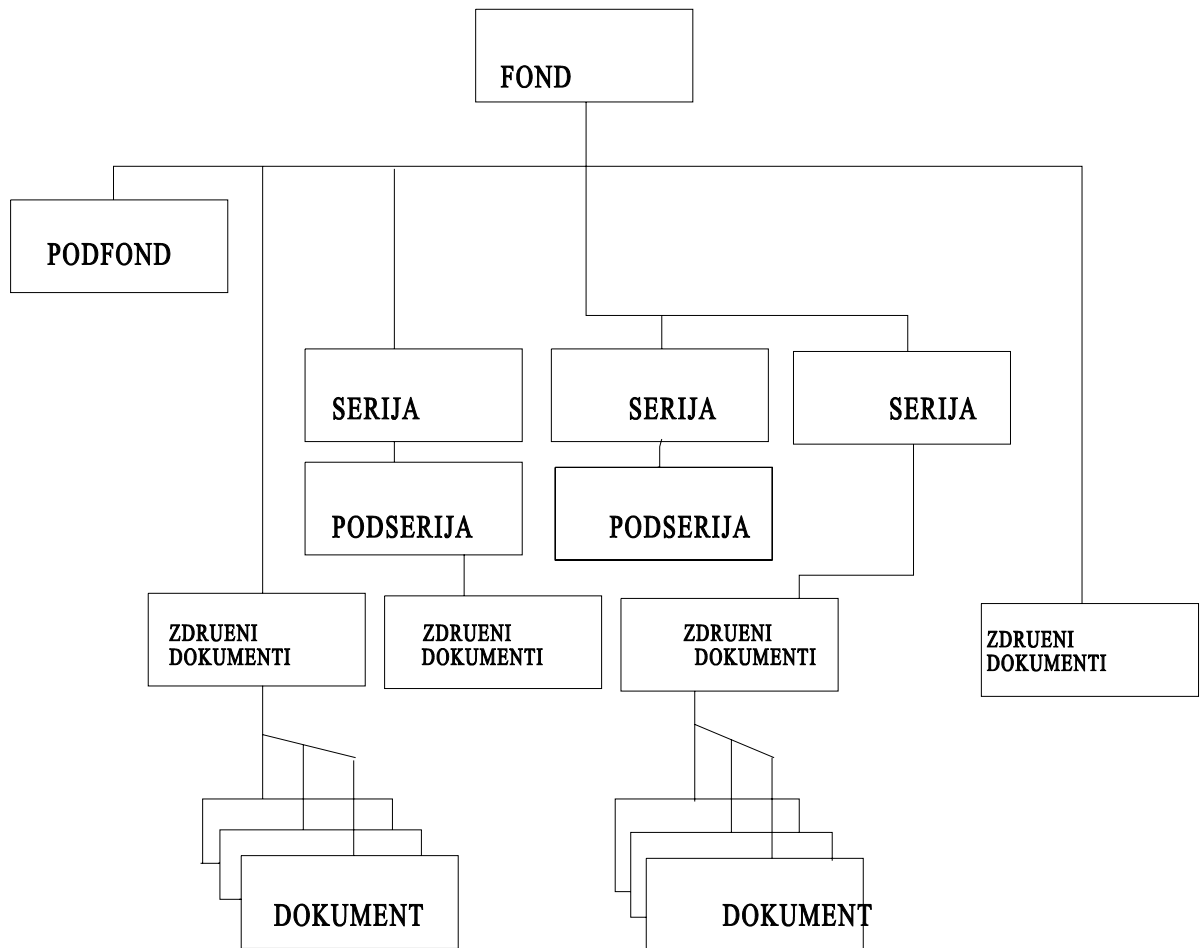 FOND
PODFOND
SERIJA
SERIJA
SERIJA
PODSERIJA
PODSERIJA
ZDRUENI
DOKUMENTI
ZDRUENI
DOKUMENTI
ZDRUENI
DOKUMENTI
ZDRUENI
DOKUMENTI
DOKUMENT
DOKUMENT